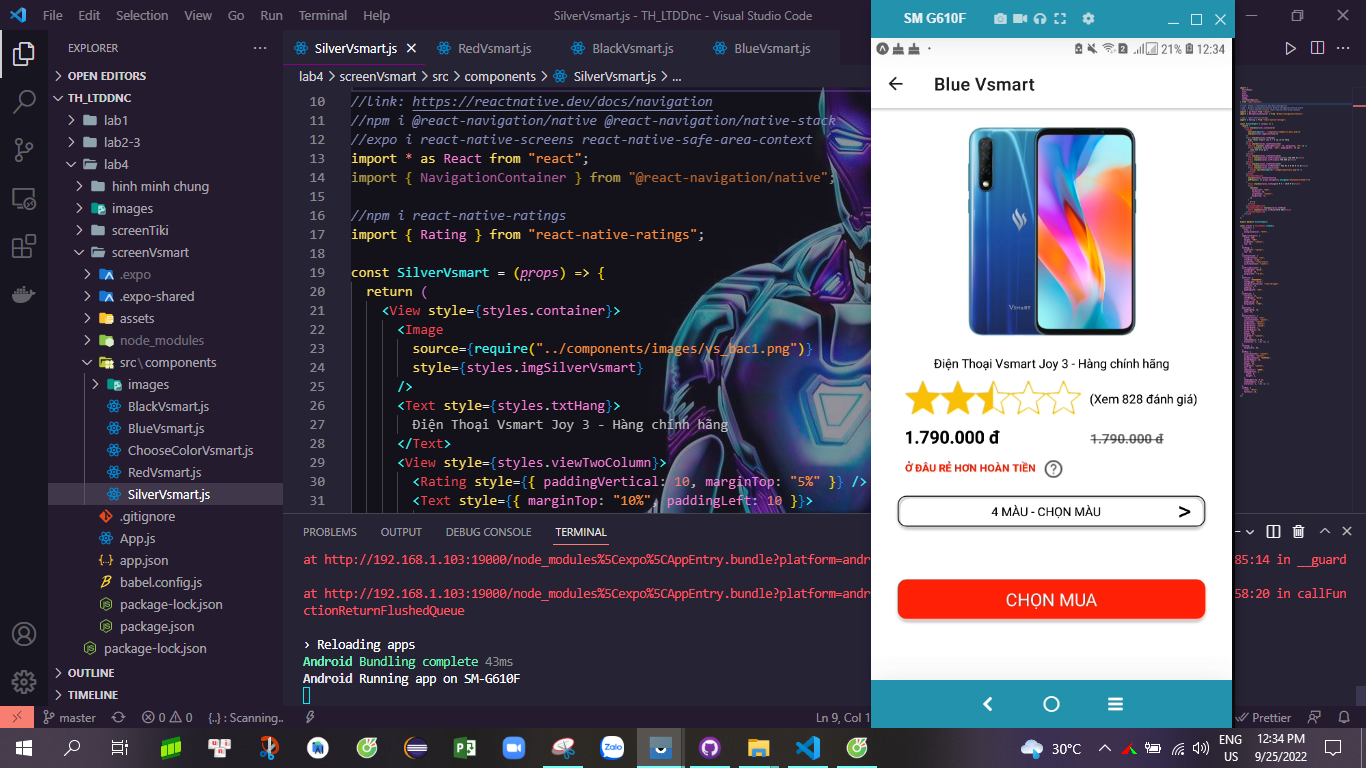 File Edit Selection View Go Run Terminal Help
SilverVsmart.js - TH_LTDDnc - Visual Studio Code
EXPLORER
OPEN EDITORS
TH_LTDDNC
lab1
lab2-3
lab4
hinh minh chung
images
screenTiki
screenVsmart
.expo
.expo-shared
assets
node_modules
src\components
images
BlackVsmart.js
BlueVsmart.js
ChooseColorVsmart.js
RedVsmart.js
SilverVsmart.js
.gitignore
App.js
app.json
babel.config.js
package-lock.json
package.json
package-lock.json
OUTLINE
TIMELINE
SilverVsmart.js RedVsmart.js BlackVsmart.js BlueVsmart.js
lab4 > screenVsmart > src > components > SilverVsmart.js > ...
10 //link: https://reactnative.dev/docs/navigation
11 //npm i @react-navigation/native @react-navigation/native-stack
12 //expo i react-native-screens react-native-safe-area-context
13 import * as React from "react";
14 import { NavigationContainer } from "@react-navigation/native";
15
16 //npm i react-native-ratings
17 import { Rating } from "react-native-ratings";
18
19 const SilverVsmart = (props) => {
20 return (
21 <View style={styles.container}>
22 <Image
23 source={require("../components/images/vs_bac1.png")}
24 style={styles.imgSilverVsmart}
25 />
26 <Text style={styles.txtHang}>
27 Điện Thoại Vsmart Joy 3 - Hàng chính hãng
28 </Text>
29 <View style={styles.viewTwoColumn}>
30 <Rating style={{ paddingVertical: 10, marginTop: "5%" }} />
31 <Text style={{ marginTop: "10%", paddingLeft: 10 }}>
PROBLEMS OUTPUT DEBUG CONSOLE TERMINAL
at http://192.168.1.103:19000/node_modules%5Cexpo%5CAppEntry.bundle?platform=andr
85:14 in __guard
at http://192.168.1.103:19000/node_modules%5Cexpo%5CAppEntry.bundle?platform=andr
58:20 in callFun
ctionReturnFlushedQueue
› Reloading apps
Android Bundling complete 43ms
Android Running app on SM-G610F
master 0 0 {..} : Scanning..
Ln 9, Col 1
Prettier
SM G610F
2 21% 12:34
Blue Vsmart
Vsmart
Điện Thoại Vsmart Joy 3 - Hàng chính hãng
(Xem 828 đánh giá)
1.790.000 đ 1.790.000 đ
Ở ĐÂU RẺ HƠN HOÀN TIỀN ?
4 MÀU - CHỌN MÀU >
CHỌN MUA
Zalo
30°C
ENG
US
12:34 PM
9/25/2022